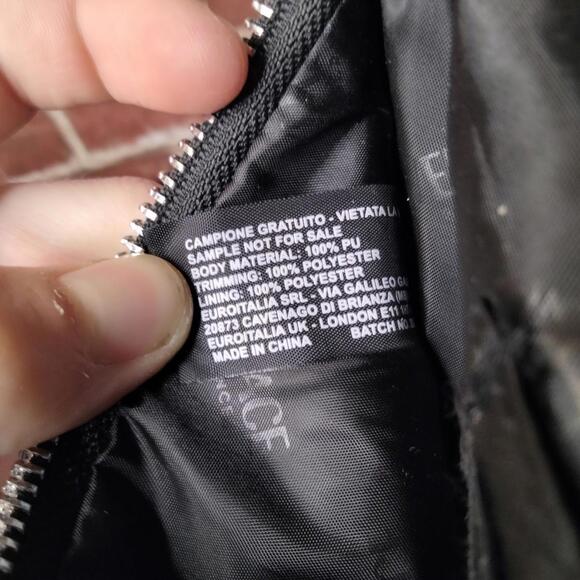 CAMPIONE GRATUITO - VIETATA LA
SAMPLE NOT FOR SALE
BODY MATERIAL: 100% PU
TRIMMING: 100% POLYESTER
LINING: 100% POLYESTER
EUROITALIA SRL - VIA GALILEO
20873 CAVENAGO DI BRIANZA
EUROITALIA UK - LONDON E11
MADE IN CHINA BATCH NO.